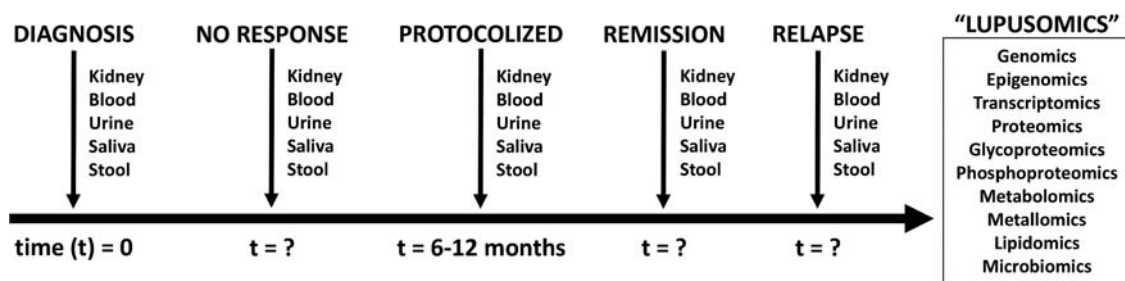 DIAGNOSIS NO RESPONSE PROTOCOLIZED REMISSION RELAPSE
Kidney Kidney Kidney Kidney Kidney
Blood Blood Blood Blood Blood
Urine Urine Urine Urine Urine
Saliva Saliva Saliva Saliva Saliva
Stool Stool Stool Stool Stool
time (t) = 0 t = ? t = 6-12 months t = ? t = ?
“LUPUSOMICS”
Genomics
Epigenomics
Transcriptomics
Proteomics
Glycoproteomics
Phosphoproteomics
Metabolomics
Metallomics
Lipidomics
Microbiomics